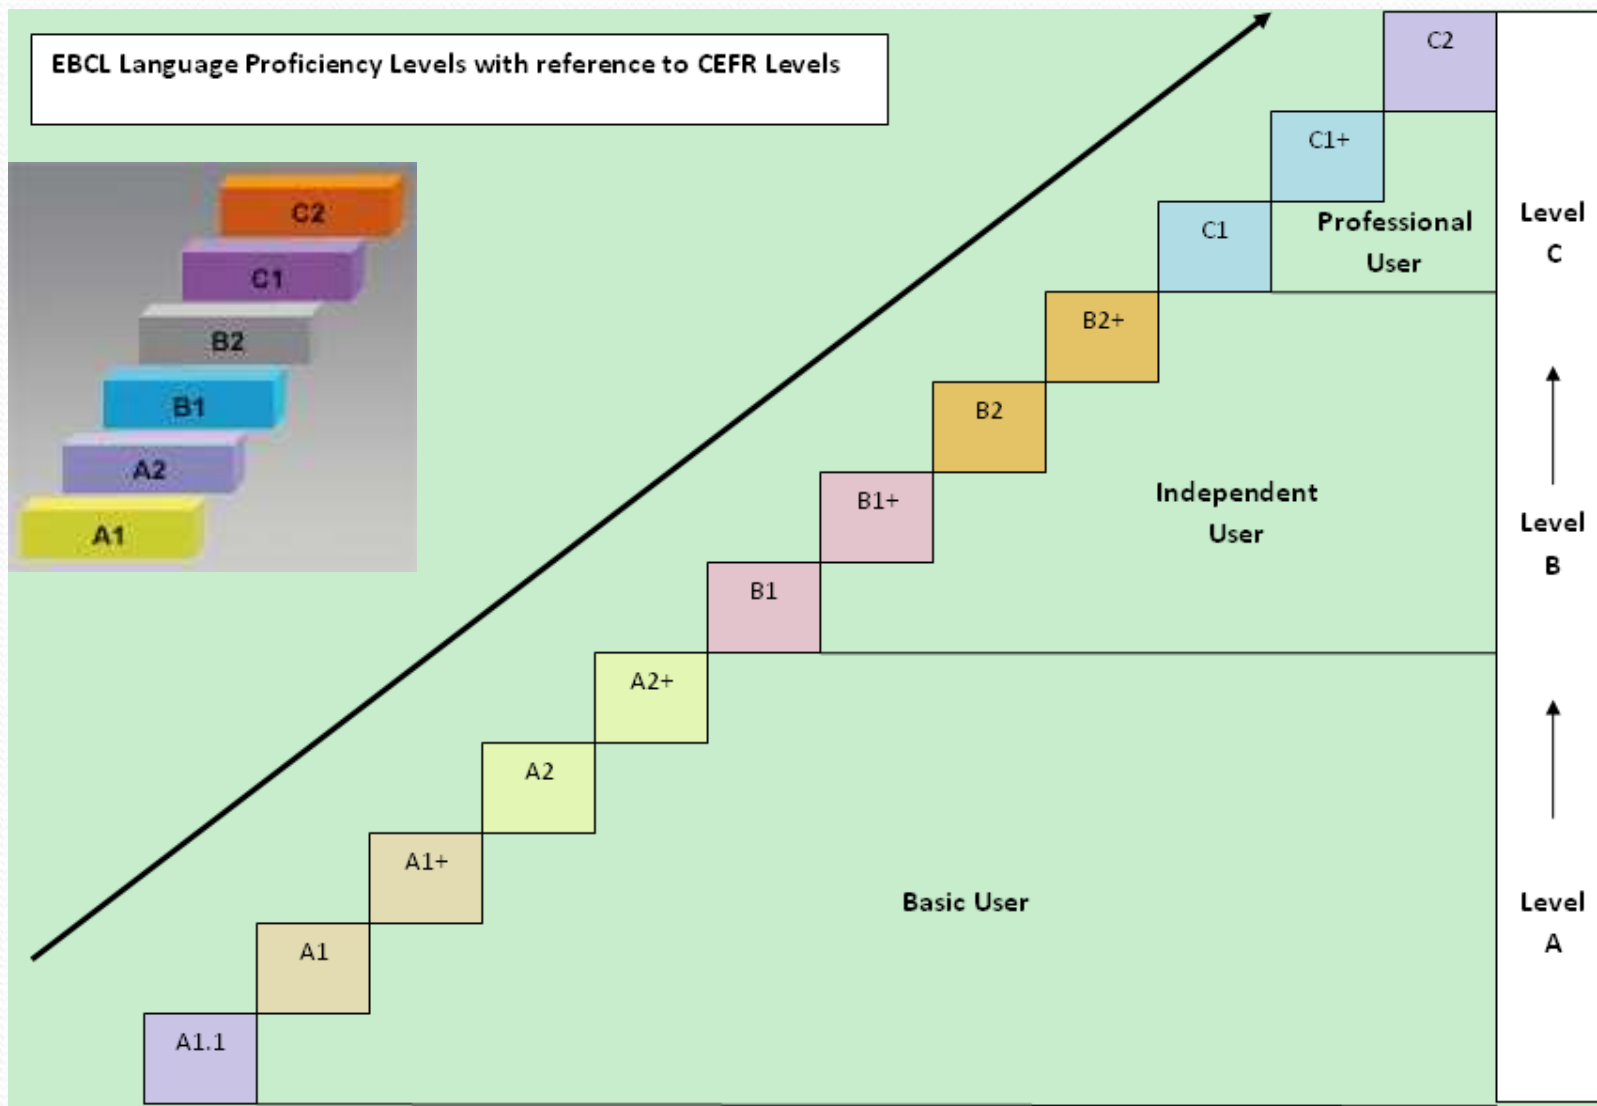 EBCL Language Proficiency Levels with reference to CEFR Levels
C2
C1
B2
B1
A2
A1
C2
C1+
C1
B2+
B2
B1+
B1
A2+
A2
A1+
A1
A1.1
Professional
User
Independent
User
Basic User
Level
C
Level
B
Level
A